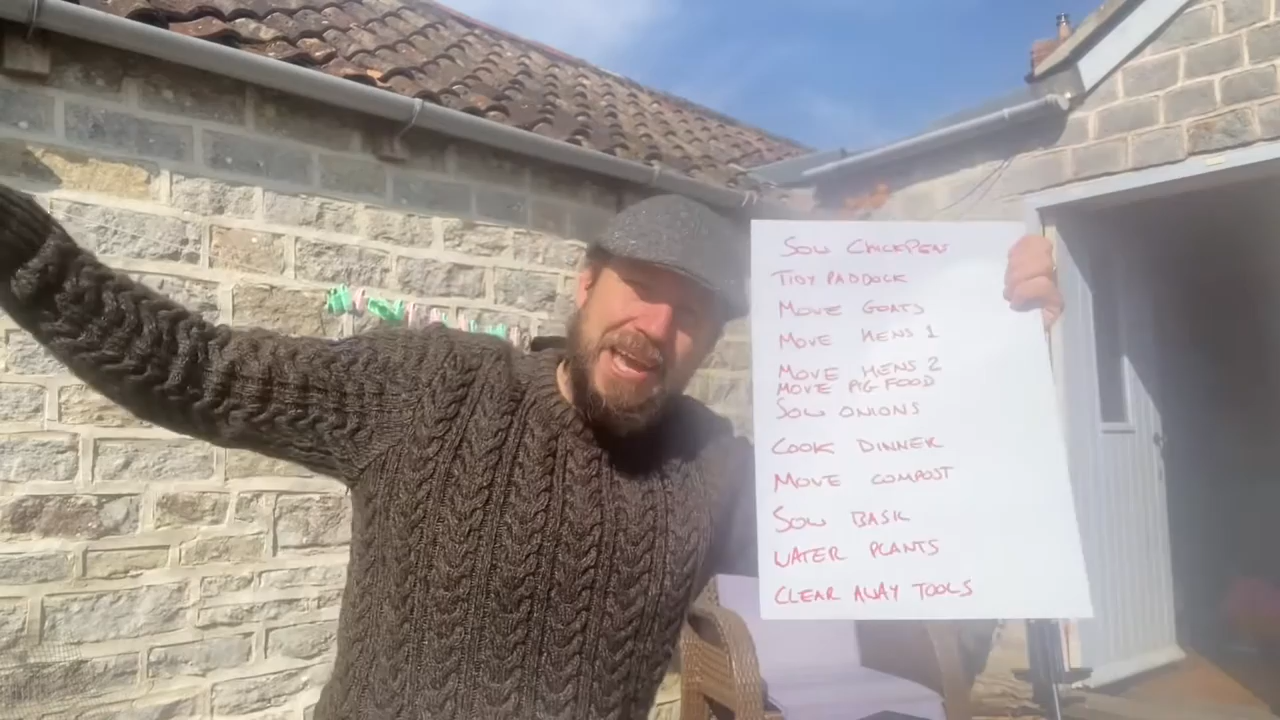 SOW CHICKPEAS
TIDY PADDOCK
MOVE GOATS
MOVE HENS 1
MOVE HENS 2
MOVE PIG FOOD
SOW ONIONS
COOK DINNER
MOVE COMPOST
SOW BASIL
WATER PLANTS
CLEAR AWAY TOOLS